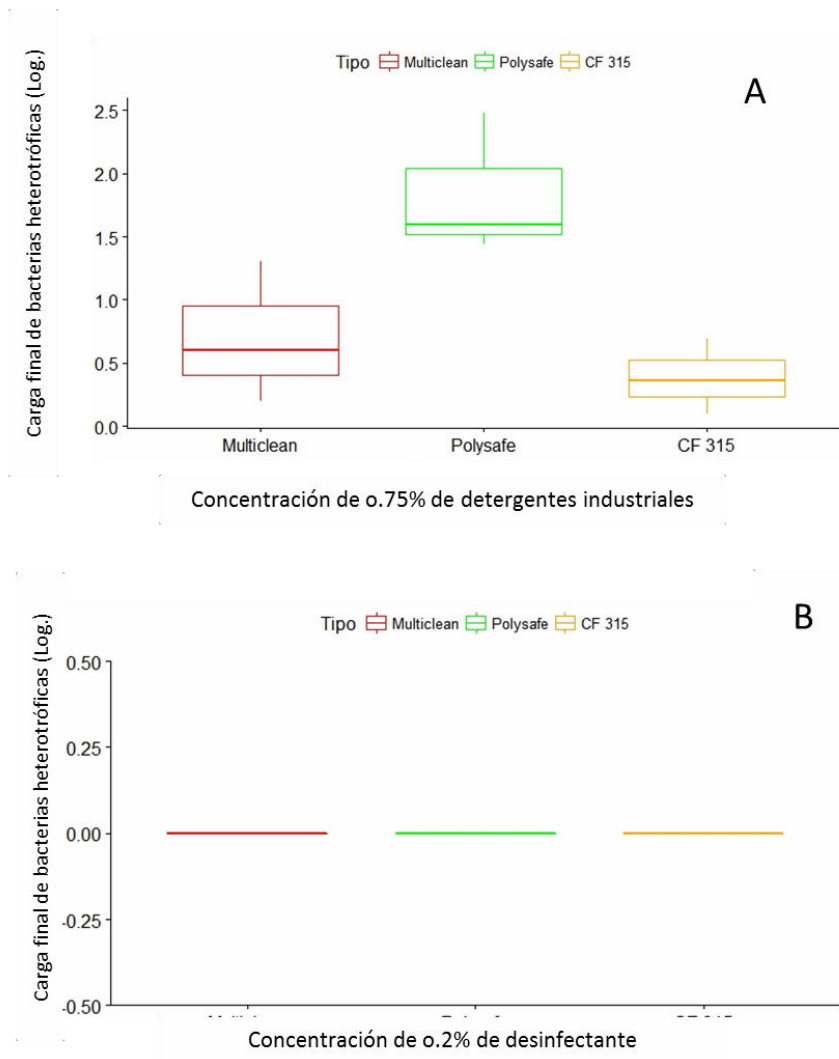 Tipo Multiclean Polysafe CF 315
A
Carga final de bacterias heterotróficas (Log.)
2.5
2.0
1.5
1.0
0.5
0.0
Multiclean Polysafe CF 315
Concentración de o.75% de detergentes industriales
Tipo Multiclean Polysafe CF 315
B
Carga final de bacterias heterotróficas (Log.)
0.50
0.25
0.00
-0.25
-0.50
Concentración de o.2% de desinfectante